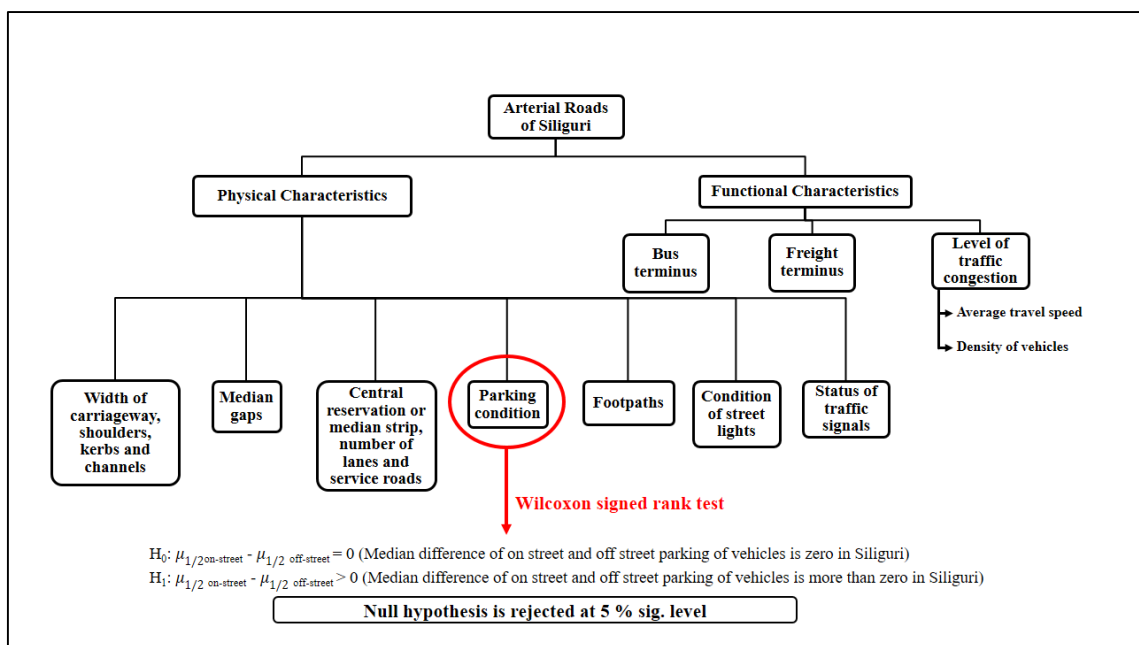 Arterial Roads
of Siliguri
Physical Characteristics
Functional Characteristics
Bus
terminus
Freight
terminus
Level of
traffic
congestion
Average travel speed
Density of vehicles
Width of
carriageway,
shoulders,
kerbs and
channels
Median
gaps
Central
reservation or
median strip,
number of
lanes and
service roads
Parking
condition
Footpaths
Condition
of street
lights
Status of
traffic
signals
Wilcoxon signed rank test
H₀: 𝜇₁/₂ on-street - 𝜇₁/₂ off-street = 0 (Median difference of on street and off street parking of vehicles is zero in Siliguri)
H₁: 𝜇₁/₂ on-street - 𝜇₁/₂ off-street > 0 (Median difference of on street and off street parking of vehicles is more than zero in Siliguri)
Null hypothesis is rejected at 5 % sig. level